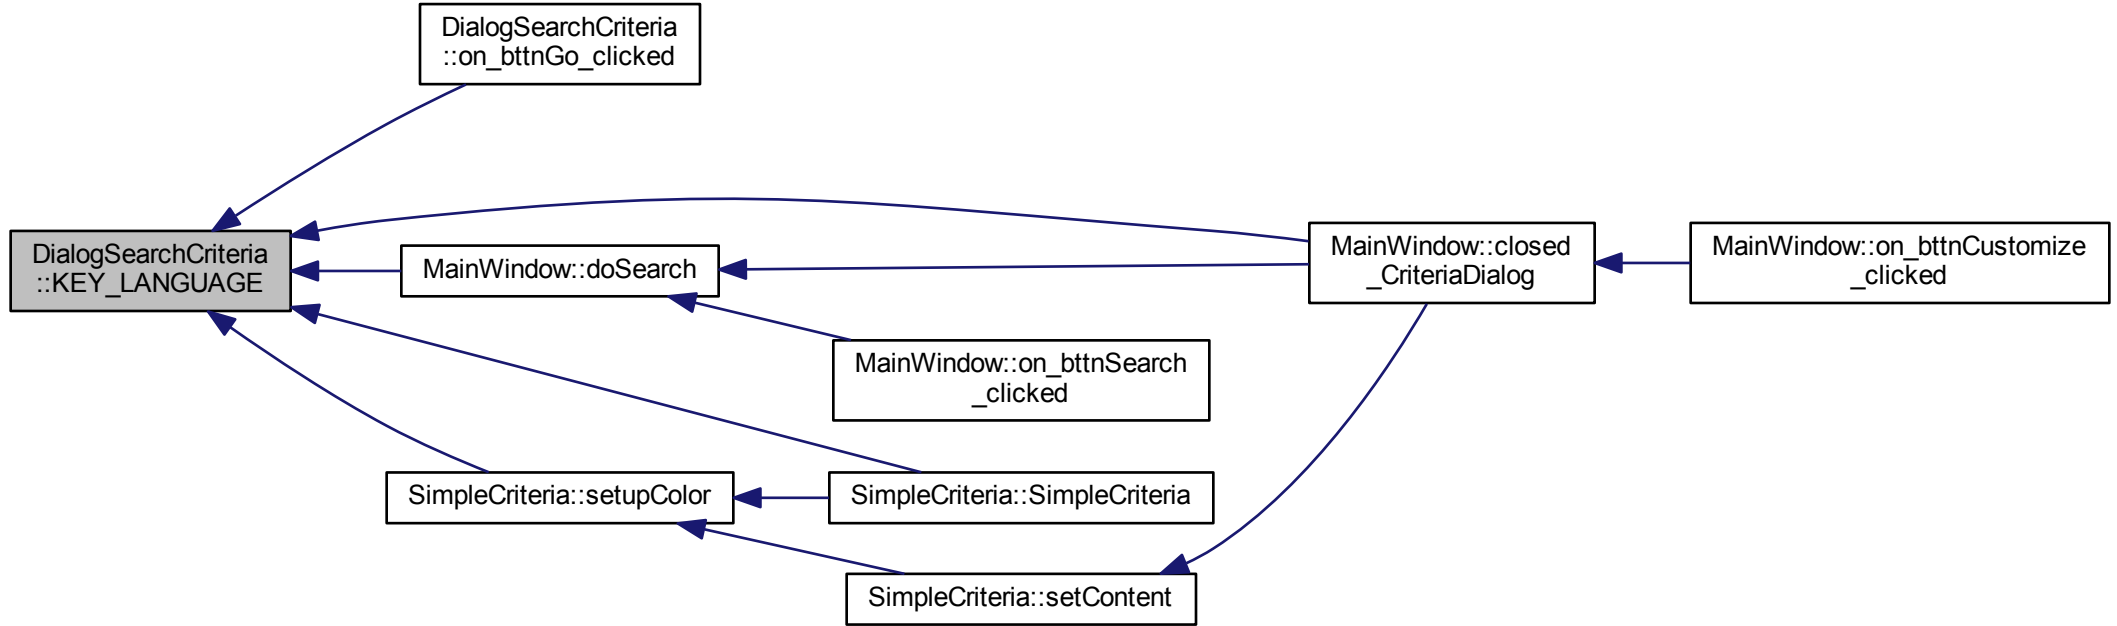 DialogSearchCriteria
::on_bttnGo_clicked
DialogSearchCriteria
::KEY_LANGUAGE
MainWindow::doSearch
MainWindow::closed
_CriteriaDialog
MainWindow::on_bttnCustomize
_clicked
MainWindow::on_bttnSearch
_clicked
SimpleCriteria::setupColor
SimpleCriteria::SimpleCriteria
SimpleCriteria::setContent